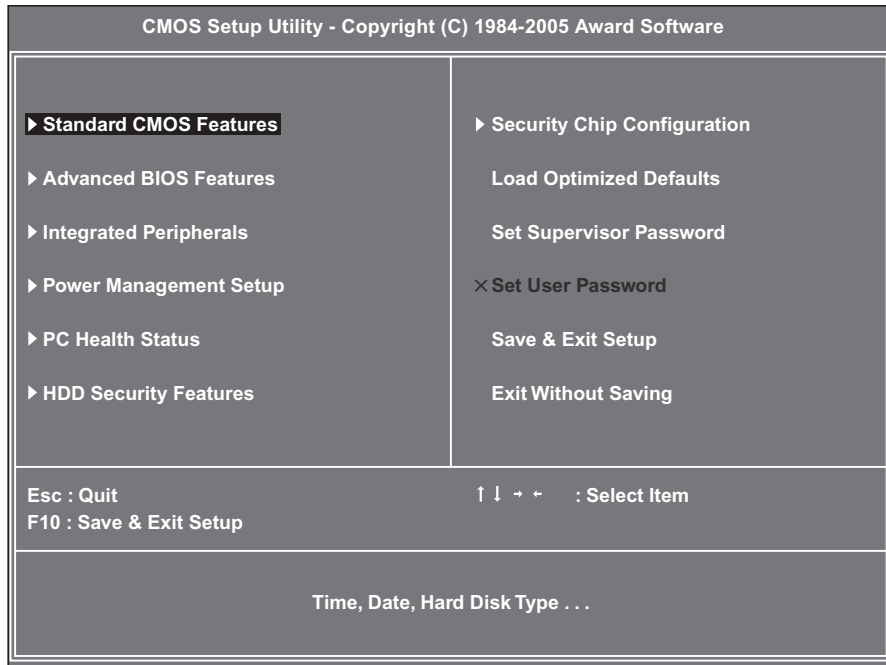 CMOS Setup Utility - Copyright (C) 1984-2005 Award Software
▶ Standard CMOS Features
▶ Advanced BIOS Features
▶ Integrated Peripherals
▶ Power Management Setup
▶ PC Health Status
▶ HDD Security Features
▶ Security Chip Configuration
Load Optimized Defaults
Set Supervisor Password
× Set User Password
Save & Exit Setup
Exit Without Saving
Esc : Quit
F10 : Save & Exit Setup
↑ ↓ → ← : Select Item
Time, Date, Hard Disk Type . . .